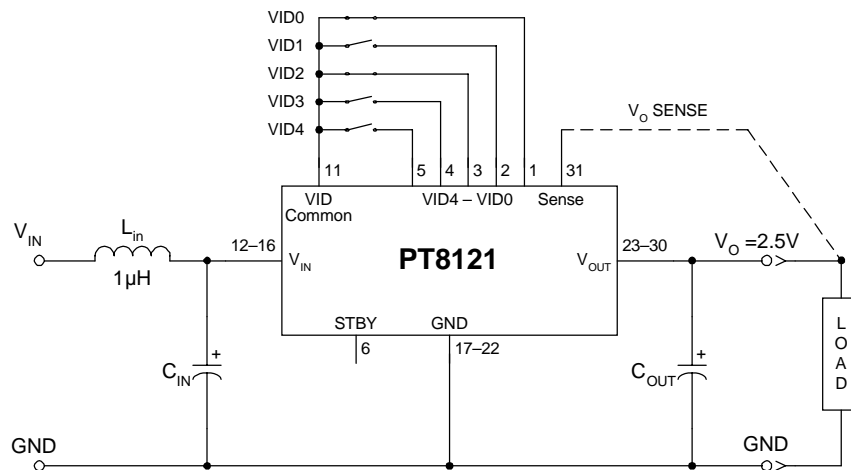 VID0
VID1
VID2
VID3
VID4
V_O SENSE
11
5
4
3
2
1
31
VID
Common
VID4 – VID0
Sense
V_IN
L_in
1µH
12–16
V_IN
PT8121
V_OUT
23–30
V_O =2.5V
STBY
GND
6
17–22
C_IN
+
C_OUT
+
L
O
A
D
GND
GND